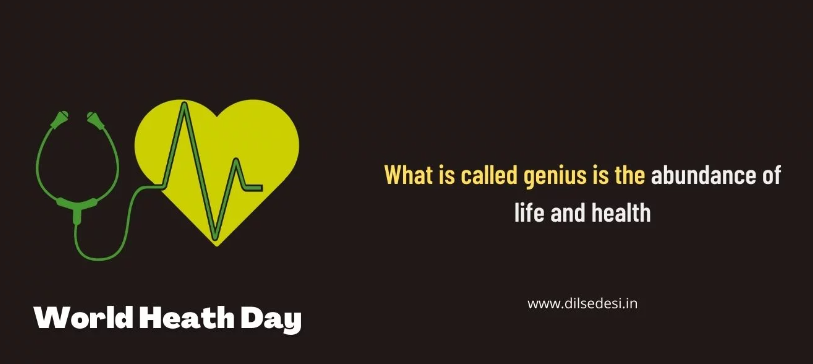 What is called genius is the abundance of
life and health
www.dilsedesi.in
World Heath Day